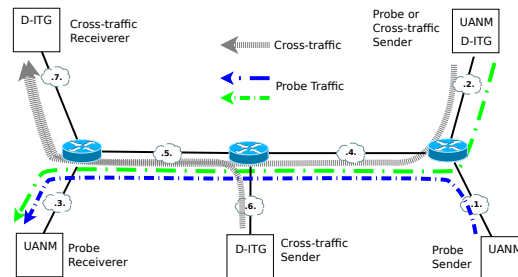 D-ITG
Cross-traffic
Receiverer
Cross-traffic
Probe Traffic
Probe or
Cross-traffic
Sender
UANM
D-ITG
.7.
.2.
.5.
.4.
.3.
.6.
.1.
UANM
Probe
Receiverer
D-ITG
Cross-traffic
Sender
Probe
Sender
UANM